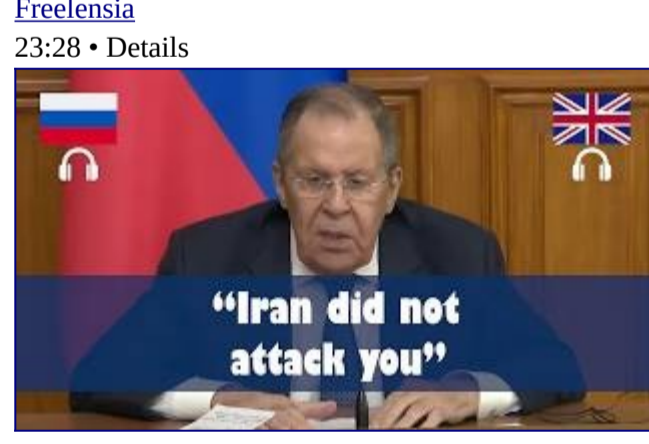 Freelensia
23:28 • Details
“Iran did not
attack you”